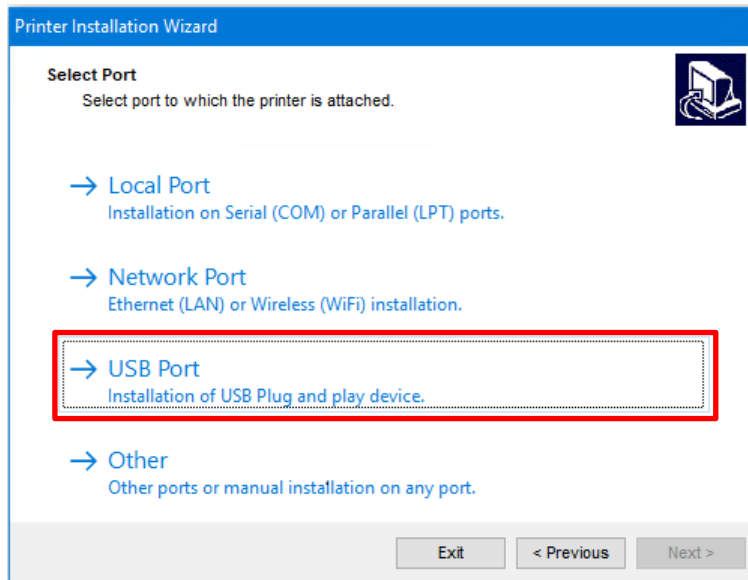 Printer Installation Wizard
Select Port
Select port to which the printer is attached.
→ Local Port
Installation on Serial (COM) or Parallel (LPT) ports.
→ Network Port
Ethernet (LAN) or Wireless (WiFi) installation.
→ USB Port
Installation of USB Plug and play device.
→ Other
Other ports or manual installation on any port.
Exit
< Previous
Next >